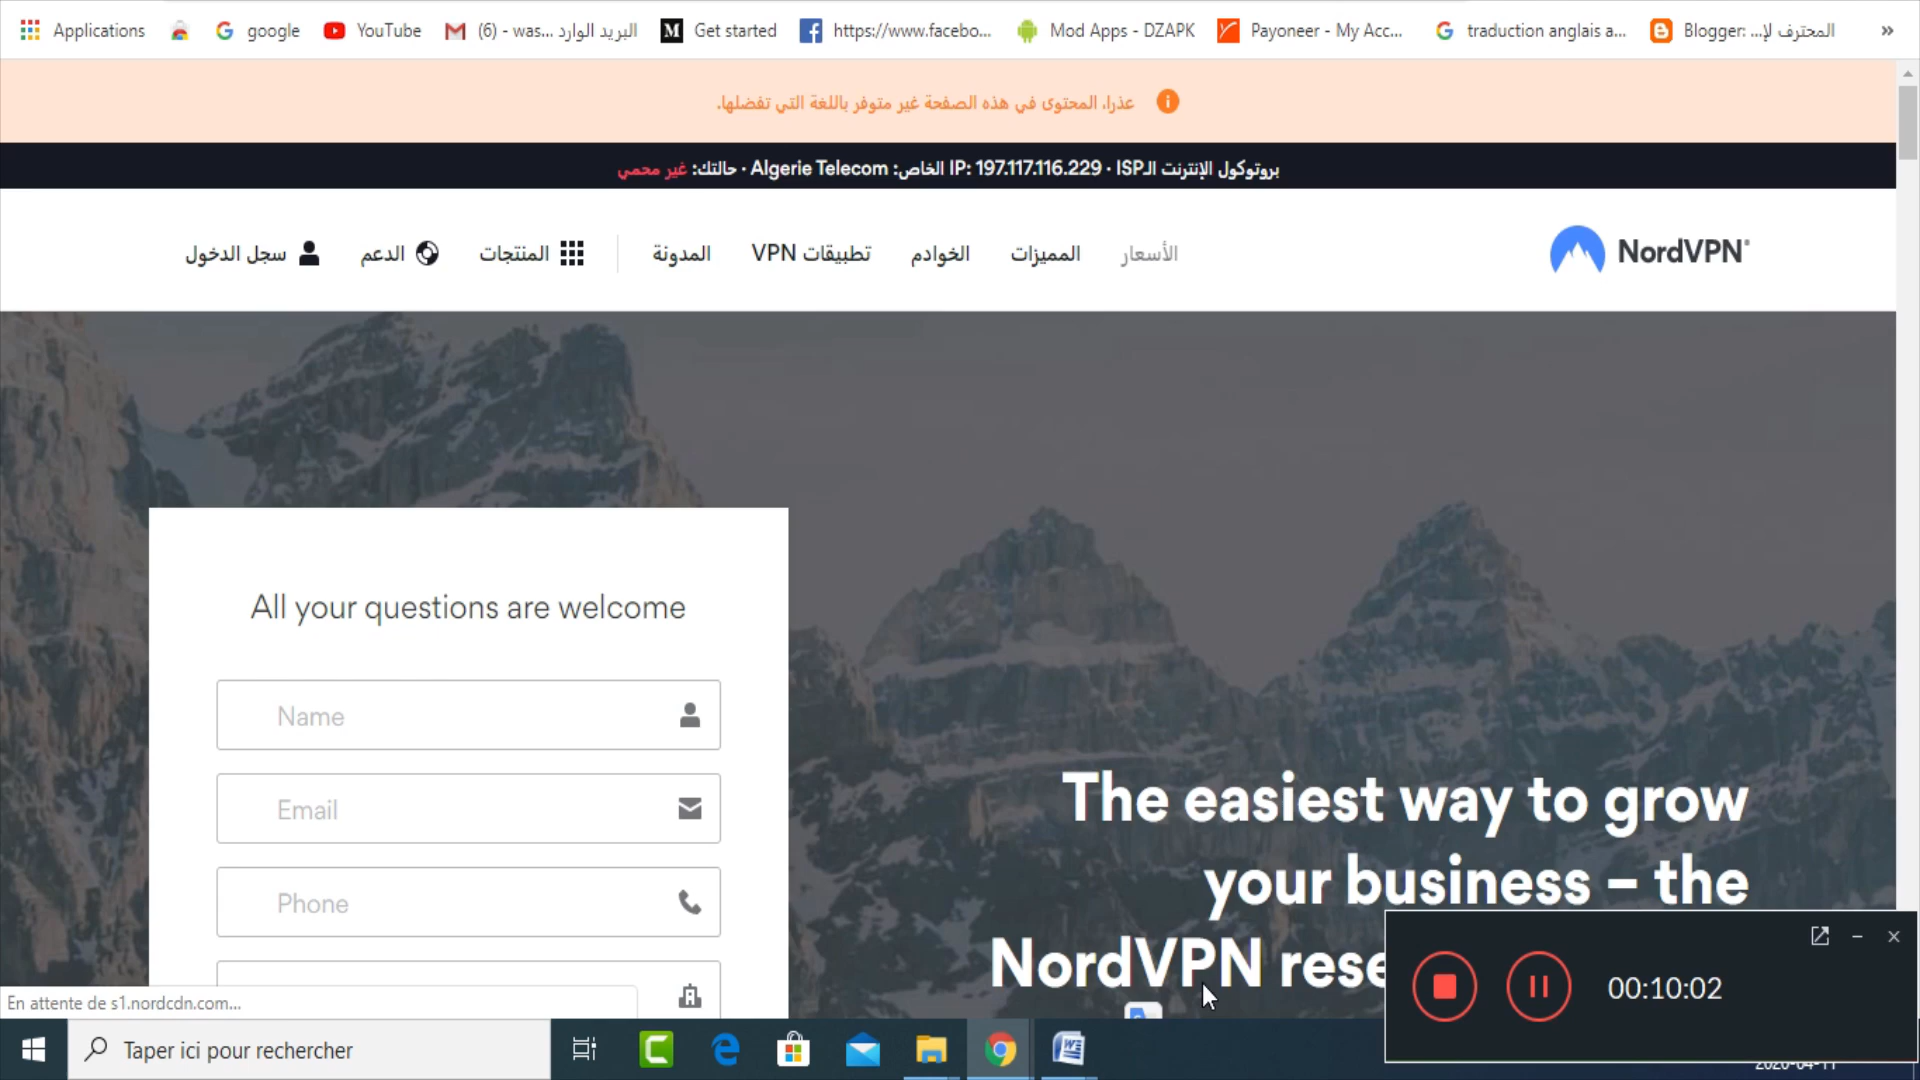 Applications
google
YouTube
(6) - was... البريد الوارد
Get started
https://www.facebo...
Mod Apps - DZAPK
Payoneer - My Acc...
traduction anglais a...
Blogger: ...المحترف لإ
»
عذرا، المحتوى في هذه الصفحة غير متوفر باللغة التي تفضلها.
بروتوكول الإنترنت الـIP: 197.117.116.229 · ISP الخاص: Algerie Telecom · حالتك: غير محمي
NordVPN®
الأسعار
المميزات
الخوادم
تطبيقات VPN
المدونة
المنتجات
الدعم
سجل الدخول
All your questions are welcome
Name
Email
Phone
The easiest way to grow
your business – the
NordVPN rese
00:10:02
En attente de s1.nordcdn.com...
Taper ici pour rechercher
2020-04-11